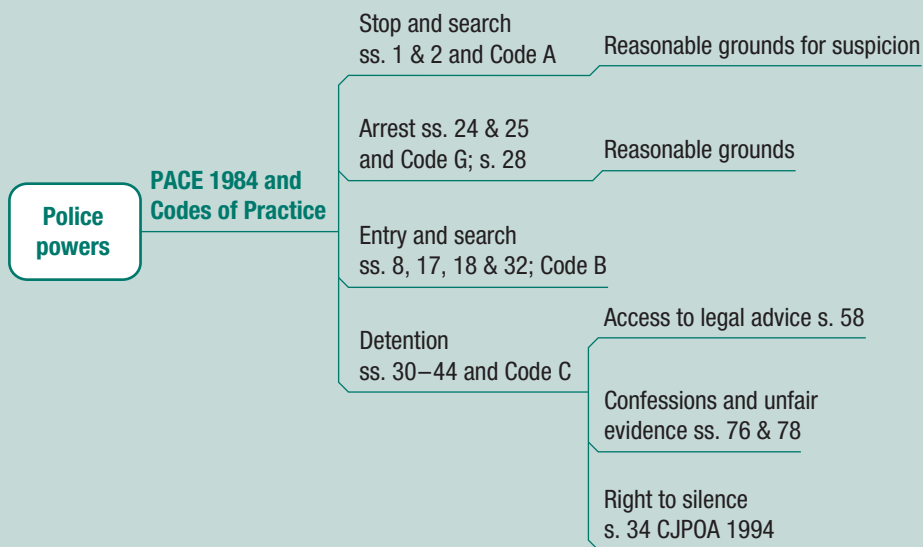 Police
powers
PACE 1984 and
Codes of Practice
Stop and search
ss. 1 & 2 and Code A
Reasonable grounds for suspicion
Arrest ss. 24 & 25
and Code G; s. 28
Reasonable grounds
Entry and search
ss. 8, 17, 18 & 32; Code B
Detention
ss. 30–44 and Code C
Access to legal advice s. 58
Confessions and unfair
evidence ss. 76 & 78
Right to silence
s. 34 CJPOA 1994